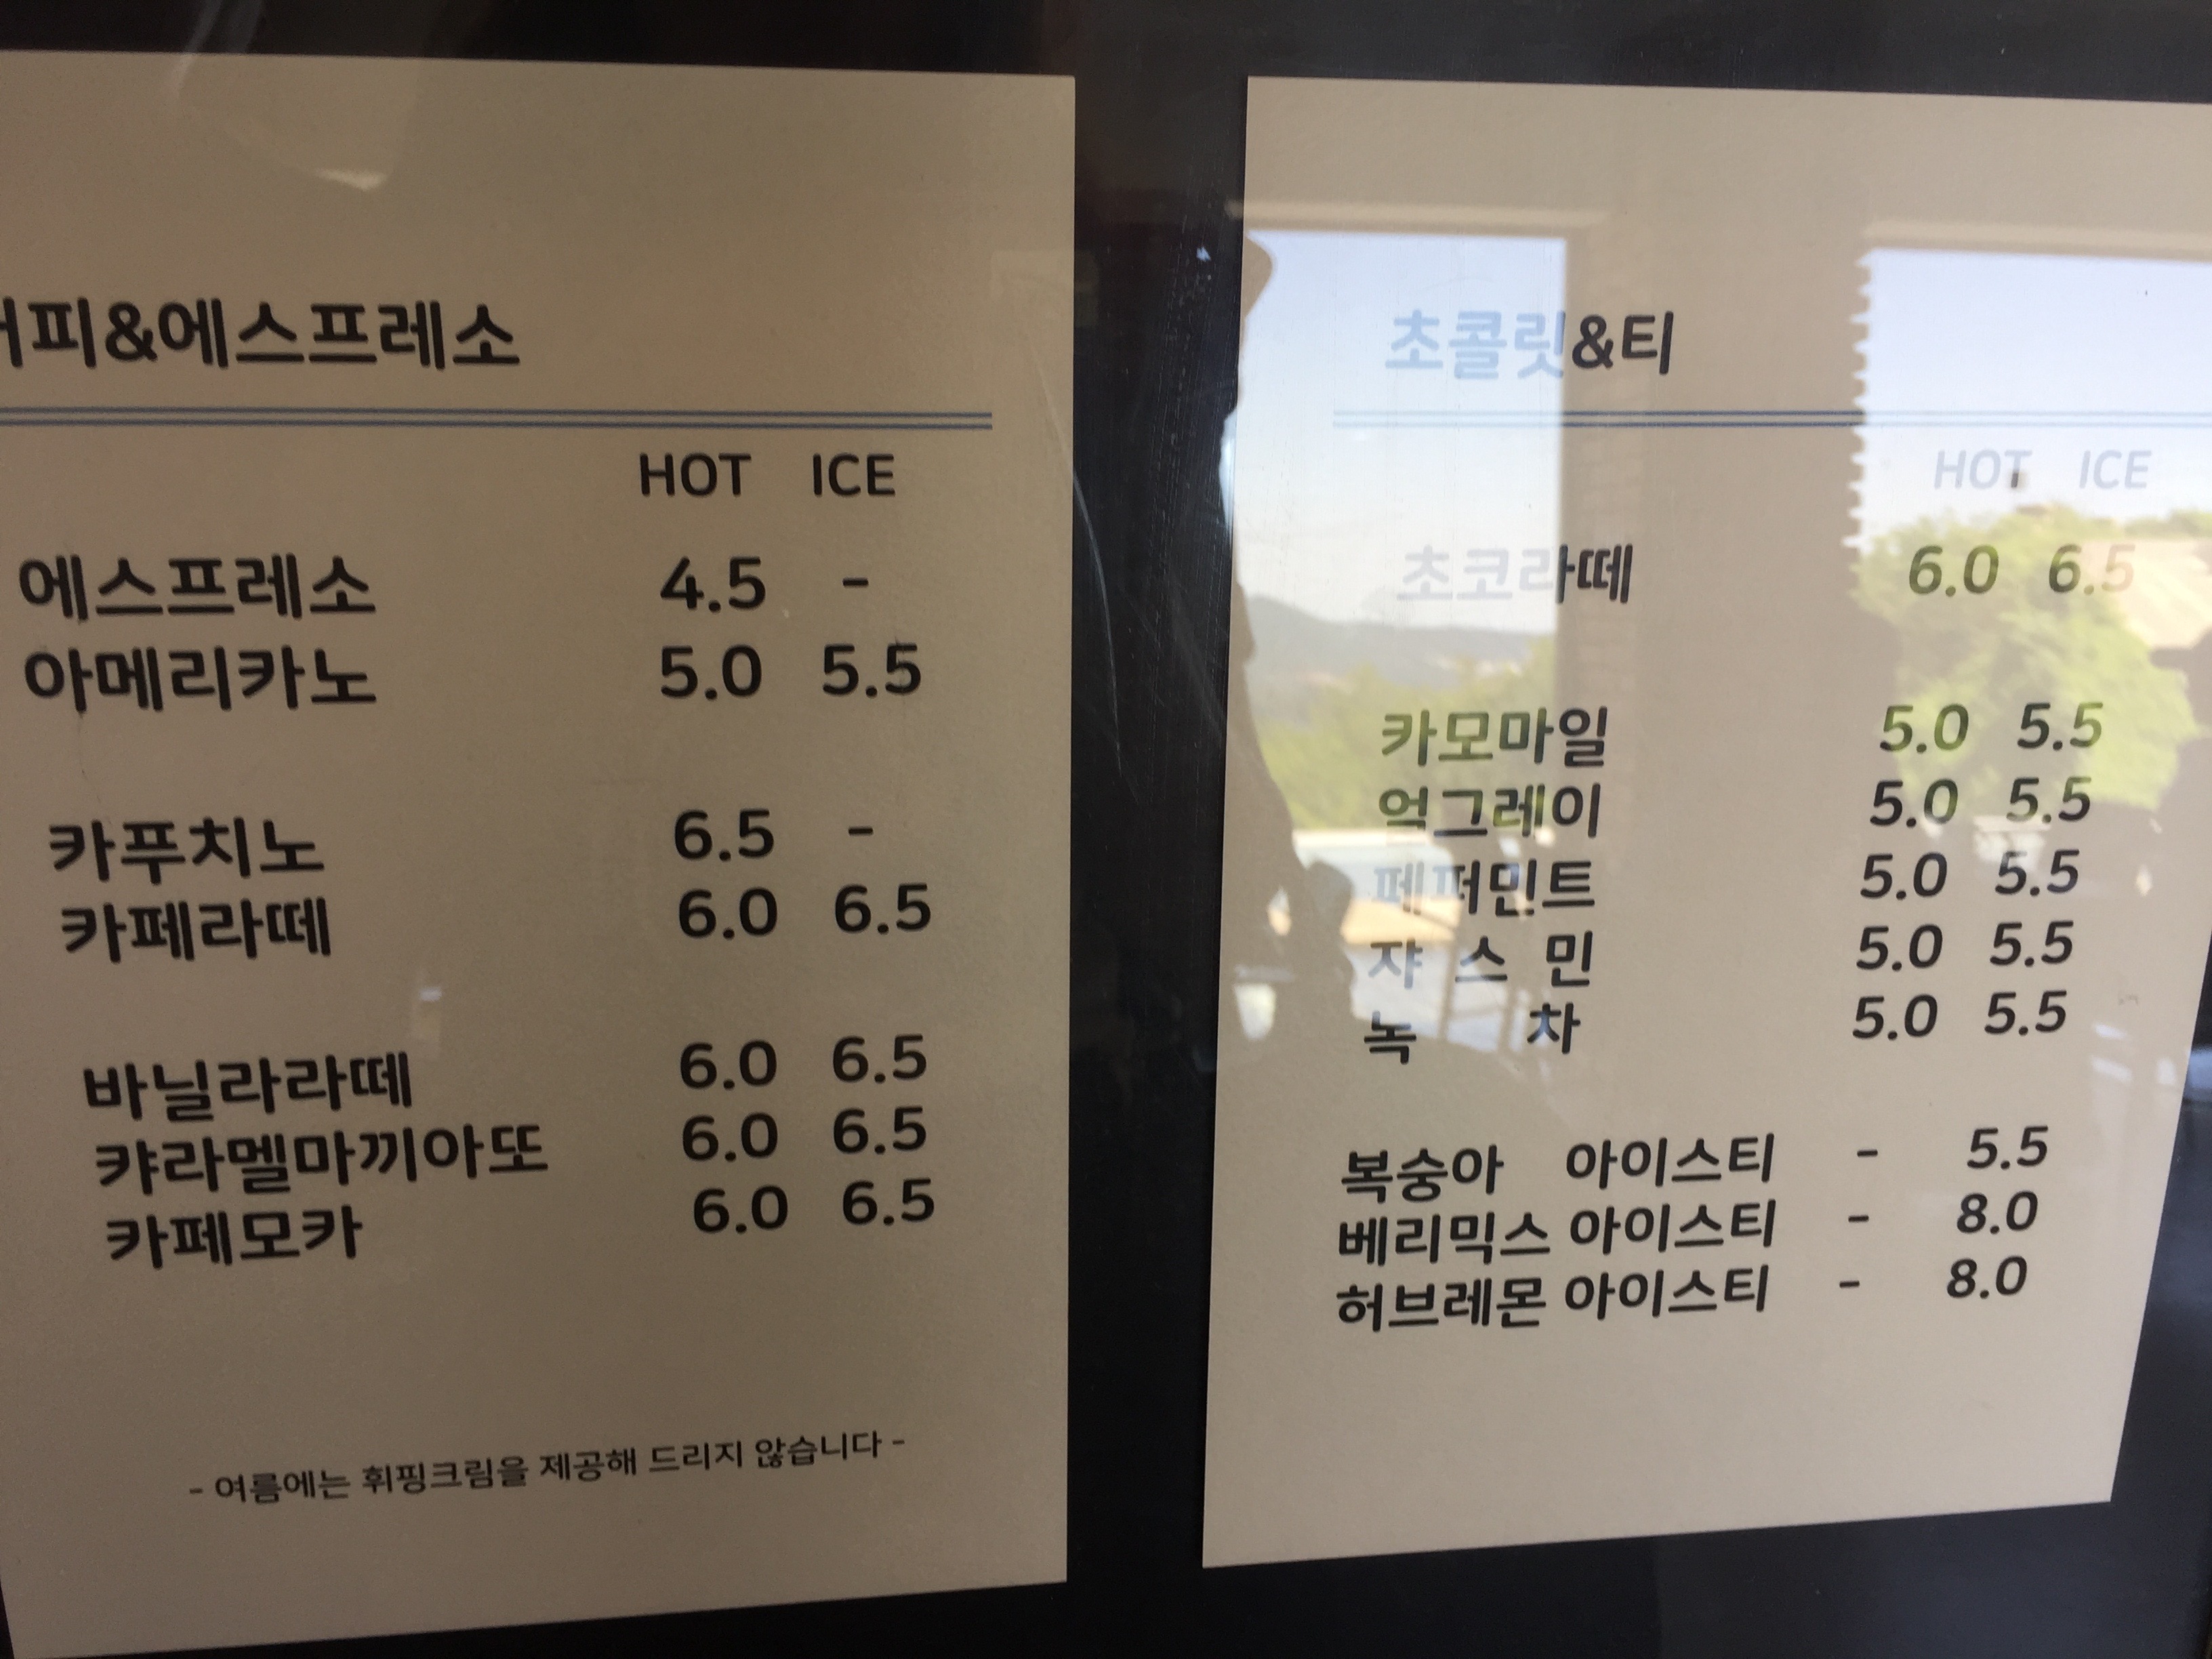 커피&에스프레소
HOT ICE
에스프레소 4.5 -
아메리카노 5.0 5.5
카푸치노 6.5 -
카페라떼 6.0 6.5
바닐라라떼 6.0 6.5
캬라멜마끼아또 6.0 6.5
카페모카 6.0 6.5
- 여름에는 휘핑크림을 제공해 드리지 않습니다 -
초콜릿&티
HOT ICE
초코라떼 6.0 6.5
카모마일 5.0 5.5
얼그레이 5.0 5.5
페퍼민트 5.0 5.5
쟈 스 민 5.0 5.5
녹 차 5.0 5.5
복숭아 아이스티 - 5.5
베리믹스 아이스티 - 8.0
허브레몬 아이스티 - 8.0